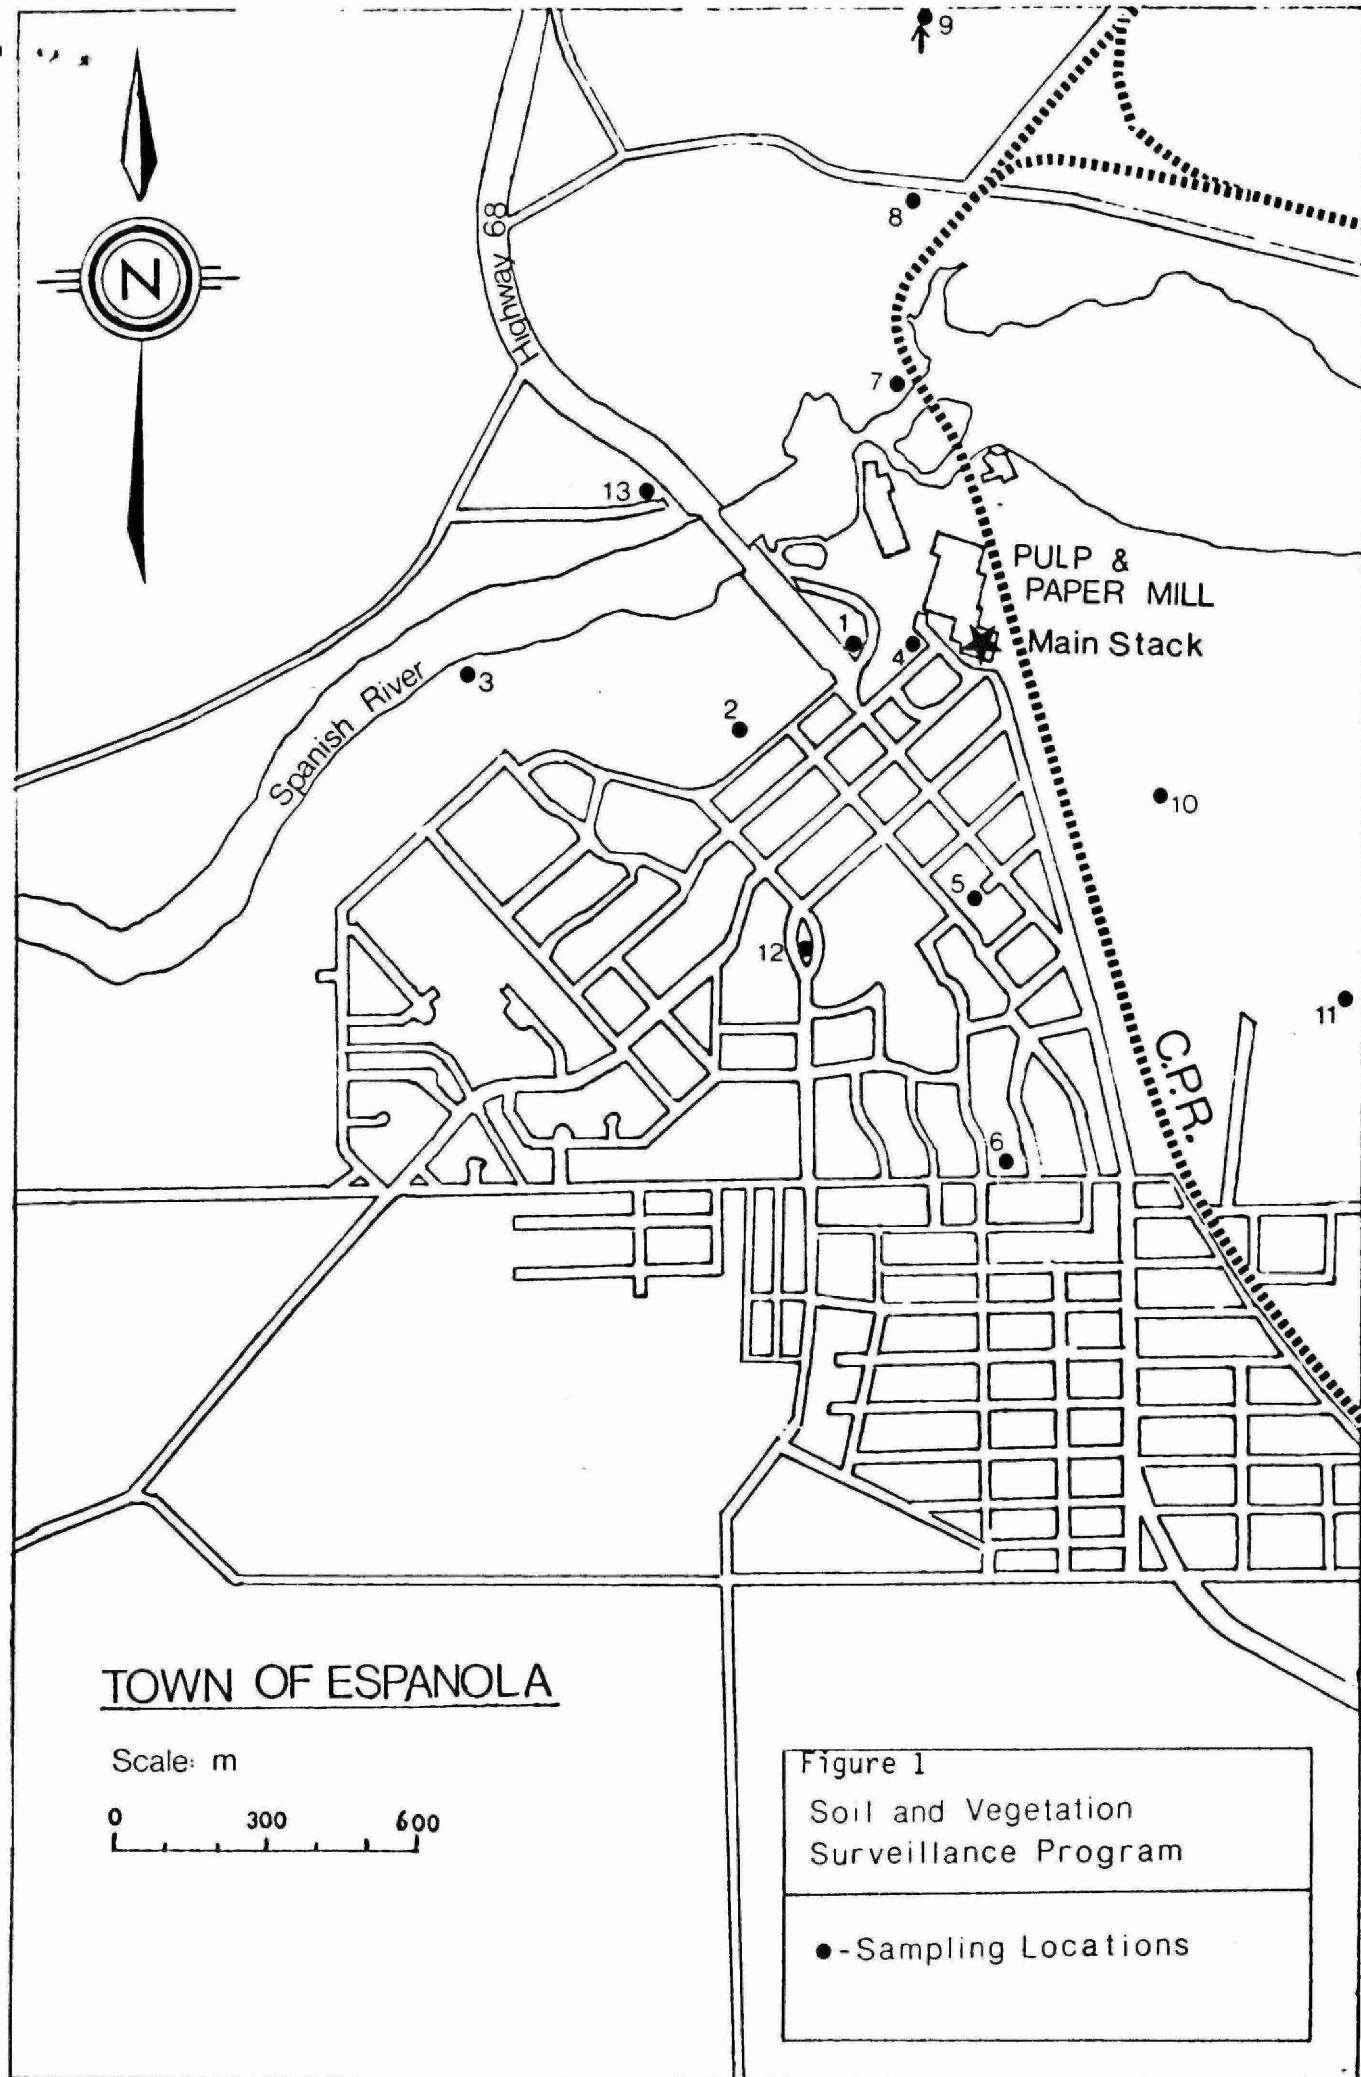 9
N
8
Highway 68
7
13
PULP &
PAPER MILL
1
4
Main Stack
3
Spanish River
2
10
5
12
11
C.P.R.
6
TOWN OF ESPANOLA
Scale: m
0 300 600
Figure 1
Soil and Vegetation
Surveillance Program
●-Sampling Locations